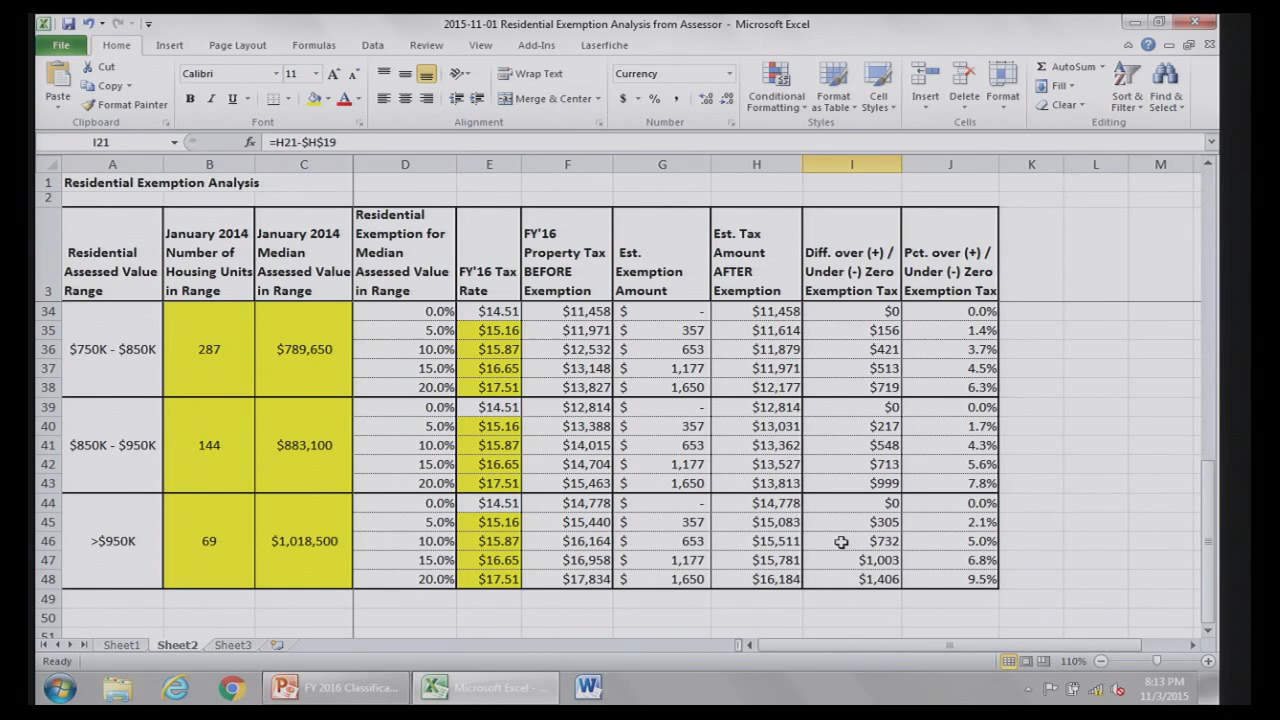 2015-11-01 Residential Exemption Analysis from Assessor - Microsoft Excel
File Home Insert Page Layout Formulas Data Review View Add-Ins Laserfiche
Paste Cut Copy Format Painter Clipboard
Calibri 11 A A B I U A Font
Wrap Text Merge & Center Alignment
Currency $ % , Number
Conditional Formatting Format as Table Cell Styles Styles
Insert Delete Format Cells
Σ AutoSum Fill Clear Sort & Filter Find & Select Editing
I21 fx =H21-$H$19
A B C D E F G H I J K L M
1 Residential Exemption Analysis
2
3 Residential Assessed Value Range January 2014 Number of Housing Units in Range January 2014 Median Assessed Value in Range Residential Exemption for Median Assessed Value in Range FY'16 Tax Rate FY'16 Property Tax BEFORE Exemption Est. Exemption Amount Est. Tax Amount AFTER Exemption Diff. over (+) / Under (-) Zero Exemption Tax Pct. over (+) / Under (-) Zero Exemption Tax
34 0.0% $14.51 $11,458 $ - $11,458 $0 0.0%
35 5.0% $15.16 $11,971 $ 357 $11,614 $156 1.4%
36 $750K - $850K 287 $789,650 10.0% $15.87 $12,532 $ 653 $11,879 $421 3.7%
37 15.0% $16.65 $13,148 $ 1,177 $11,971 $513 4.5%
38 20.0% $17.51 $13,827 $ 1,650 $12,177 $719 6.3%
39 0.0% $14.51 $12,814 $ - $12,814 $0 0.0%
40 5.0% $15.16 $13,388 $ 357 $13,031 $217 1.7%
41 $850K - $950K 144 $883,100 10.0% $15.87 $14,015 $ 653 $13,362 $548 4.3%
42 15.0% $16.65 $14,704 $ 1,177 $13,527 $713 5.6%
43 20.0% $17.51 $15,463 $ 1,650 $13,813 $999 7.8%
44 0.0% $14.51 $14,778 $ - $14,778 $0 0.0%
45 5.0% $15.16 $15,440 $ 357 $15,083 $305 2.1%
46 >$950K 69 $1,018,500 10.0% $15.87 $16,164 $ 653 $15,511 $732 5.0%
47 15.0% $16.65 $16,958 $ 1,177 $15,781 $1,003 6.8%
48 20.0% $17.51 $17,834 $ 1,650 $16,184 $1,406 9.5%
49
50
51
Sheet1 Sheet2 Sheet3
Ready 110%
FY 2016 Classifica... Microsoft Excel - ... 8:13 PM
11/3/2015